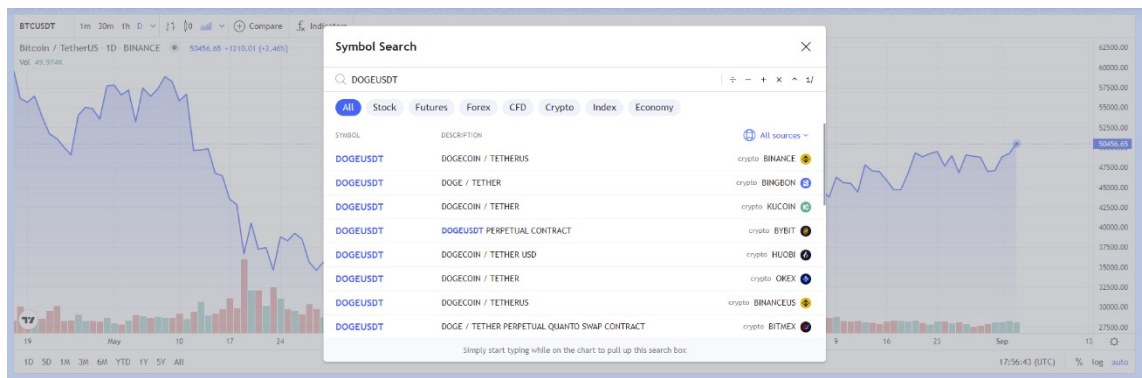 BTCUSDT 1m 30m 1h D Compare fx Indicators
Bitcoin / TetherUS · 1D · BINANCE 50456.65 +1210.01 (+2.46%)
Vol 49.974K
Symbol Search
DOGEUSDT ÷ - + × ^ 1/
All Stock Futures Forex CFD Crypto Index Economy
SYMBOL DESCRIPTION All sources
DOGEUSDT DOGECOIN / TETHERUS crypto BINANCE
DOGEUSDT DOGE / TETHER crypto BINGBON
DOGEUSDT DOGECOIN / TETHER crypto KUCOIN
DOGEUSDT DOGEUSDT PERPETUAL CONTRACT crypto BYBIT
DOGEUSDT DOGECOIN / TETHER USD crypto HUOBI
DOGEUSDT DOGECOIN / TETHER crypto OKEX
DOGEUSDT DOGECOIN / TETHERUS crypto BINANCEUS
DOGEUSDT DOGE / TETHER PERPETUAL QUANTO SWAP CONTRACT crypto BITMEX
Simply start typing while on the chart to pull up this search box
62500.00
60000.00
57500.00
55000.00
52500.00
50456.65
47500.00
45000.00
42500.00
40000.00
37500.00
35000.00
32500.00
30000.00
27500.00
19 May 10 17 24 9 16 23 Sep 13
1D 5D 1M 3M 6M YTD 1Y 5Y All 17:56:43 (UTC) % log auto